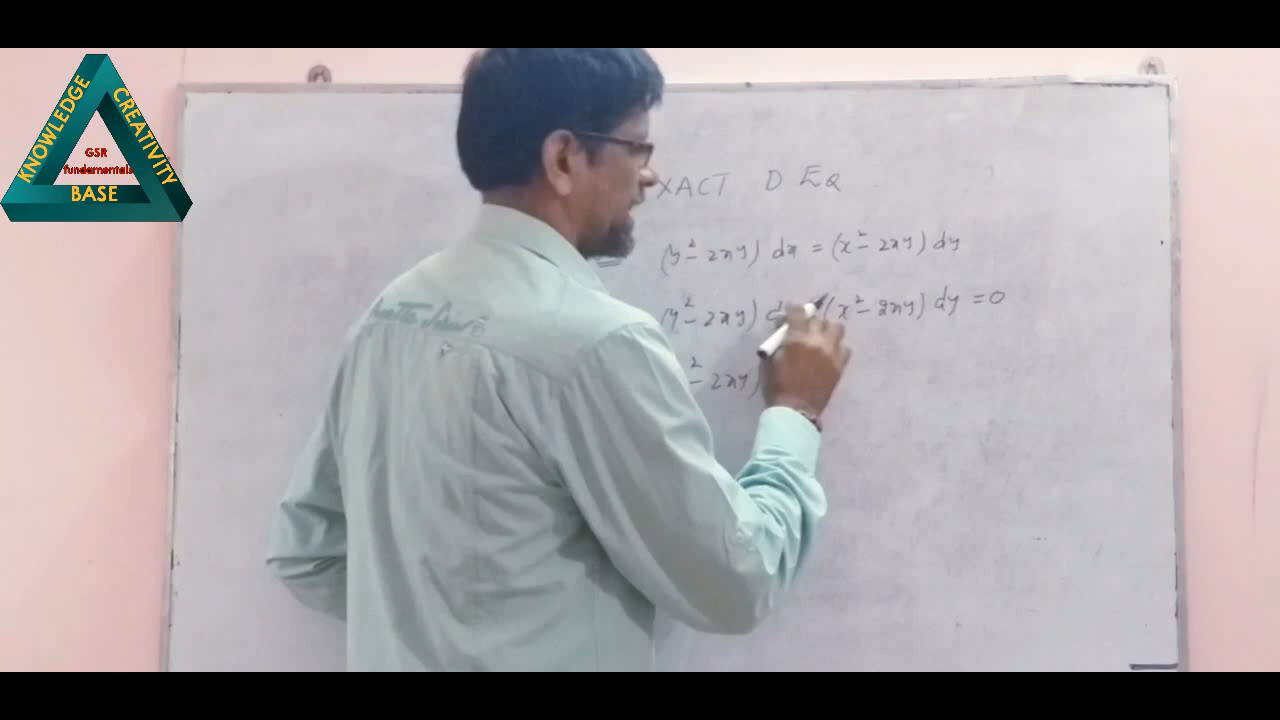 KNOWLEDGE
CREATIVITY
GSR
fundamentals
BASE
XACT D EQ
(y² - 2xy) dx = (x² - 2xy) dy
(y² - 2xy) d (x² - 2xy) dy = 0
² - 2xy)